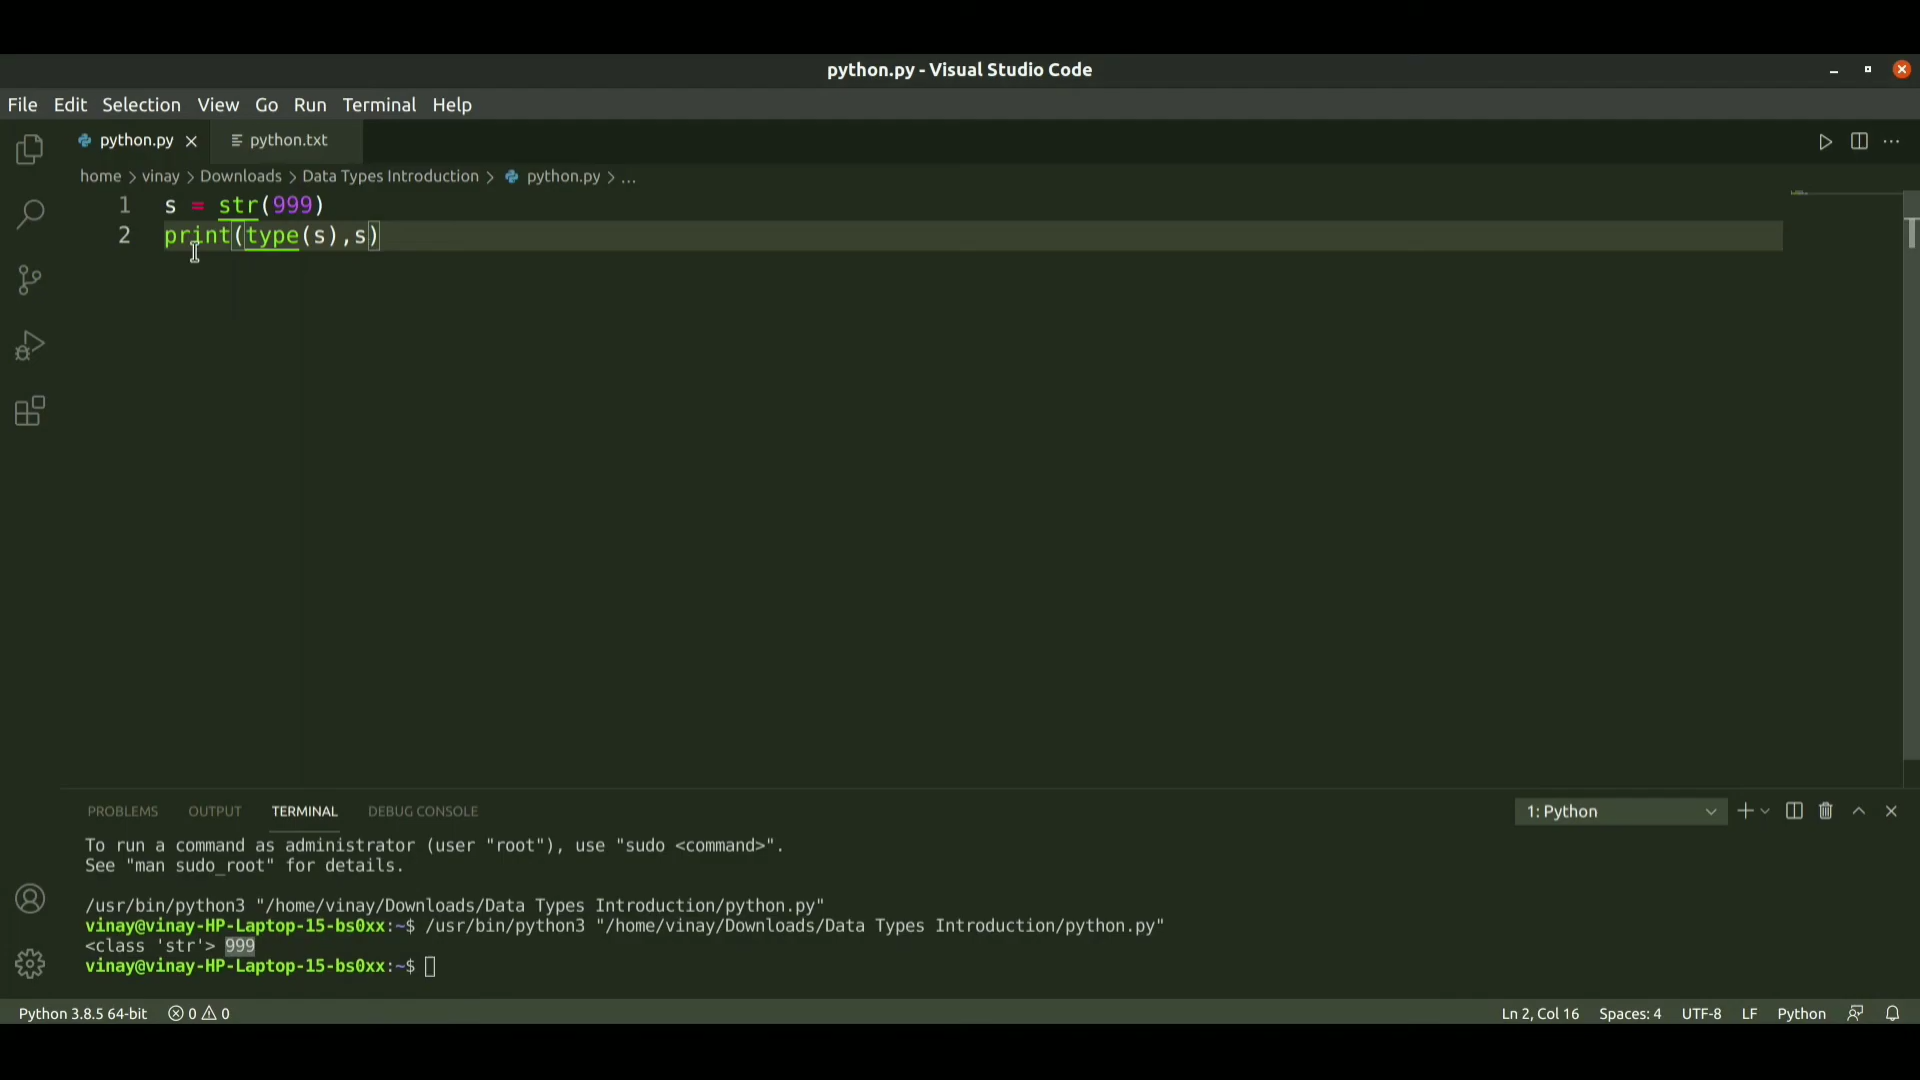 python.py - Visual Studio Code
File Edit Selection View Go Run Terminal Help
python.py python.txt
home > vinay > Downloads > Data Types Introduction > python.py > ...
1 s = str(999)
2 print(type(s),s)
PROBLEMS OUTPUT TERMINAL DEBUG CONSOLE 1: Python
To run a command as administrator (user "root"), use "sudo <command>".
See "man sudo_root" for details.
/usr/bin/python3 "/home/vinay/Downloads/Data Types Introduction/python.py"
vinay@vinay-HP-Laptop-15-bs0xx:~$ /usr/bin/python3 "/home/vinay/Downloads/Data Types Introduction/python.py"
<class 'str'> 999
vinay@vinay-HP-Laptop-15-bs0xx:~$
Python 3.8.5 64-bit 0 0 Ln 2, Col 16 Spaces: 4 UTF-8 LF Python